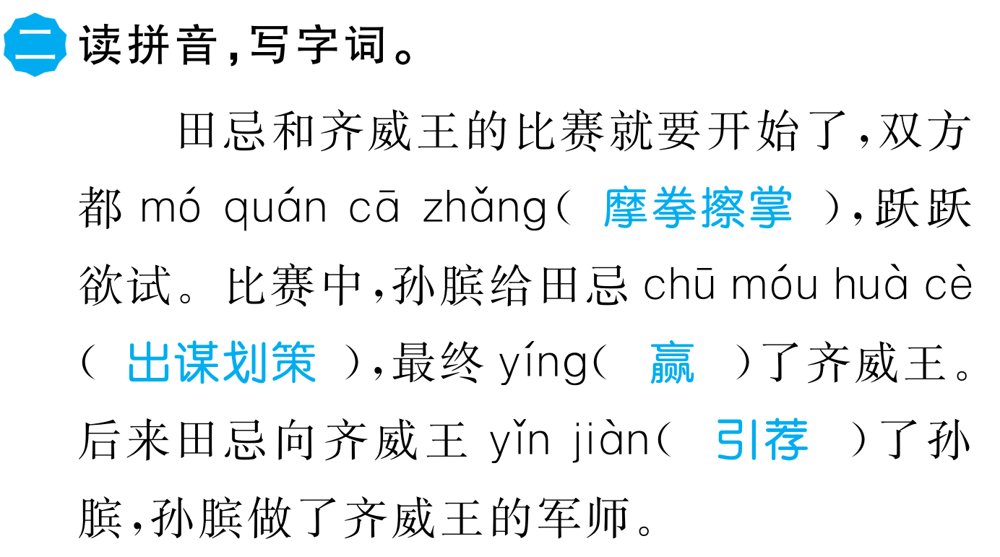 二 读拼音,写字词。
田忌和齐威王的比赛就要开始了,双方
都 mó quán cā zhǎng( 摩拳擦掌 ),跃跃
欲试。比赛中,孙膑给田忌 chū móu huà cè
( 出谋划策 ),最终 yíng( 赢 )了齐威王。
后来田忌向齐威王 yǐn jiàn( 引荐 )了孙
膑,孙膑做了齐威王的军师。